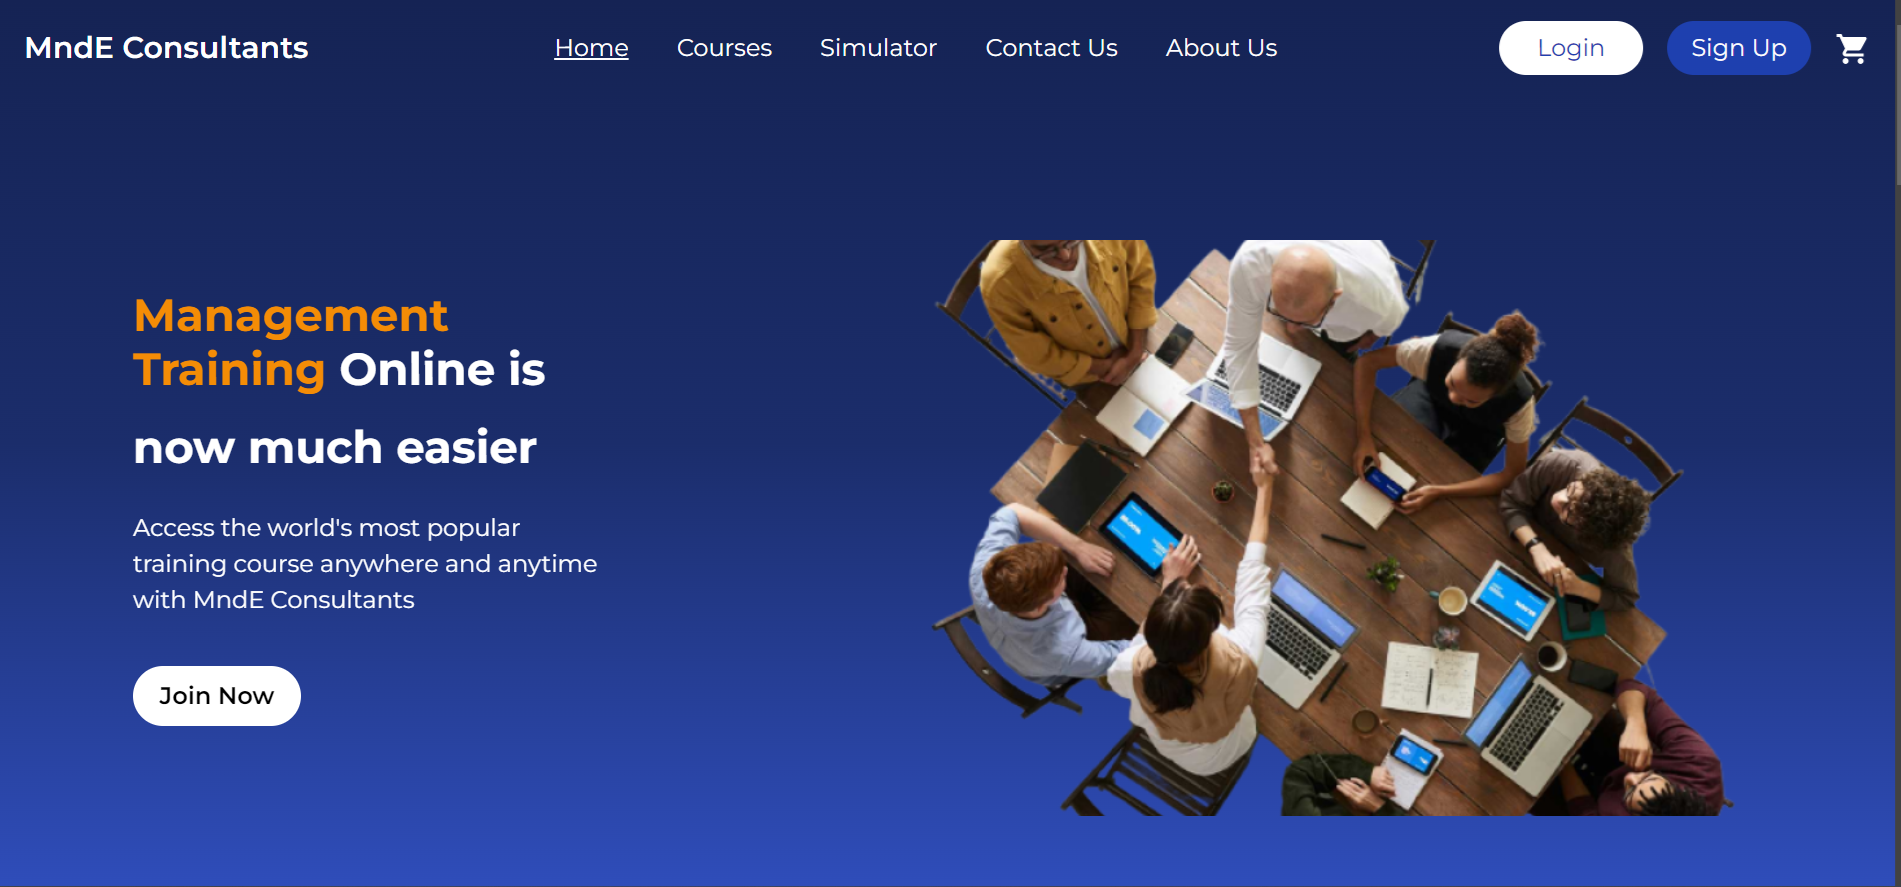 MndE Consultants
Home
Courses
Simulator
Contact Us
About Us
Login
Sign Up
Management
Training Online is
now much easier
Access the world's most popular
training course anywhere and anytime
with MndE Consultants
Join Now